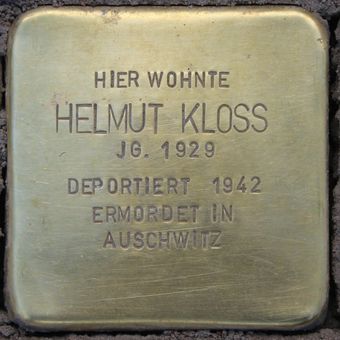 HIER WOHNTE
HELMUT KLOSS
JG. 1929
DEPORTIERT 1942
ERMORDET IN
AUSCHWITZ